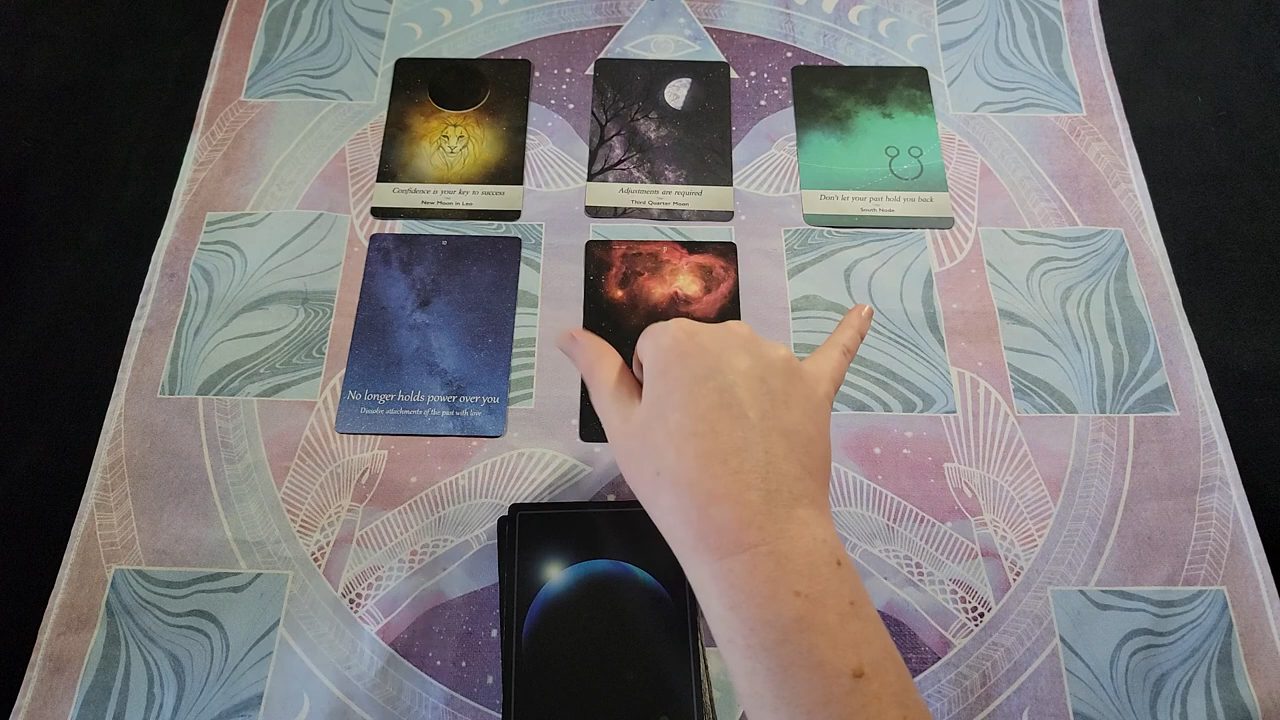 Confidence is your key to success
New Moon in Leo
Adjustments are required
Third Quarter Moon
Don't let your past hold you back
South Node
10
No longer holds power over you
Dissolve attachments of the past with love
9